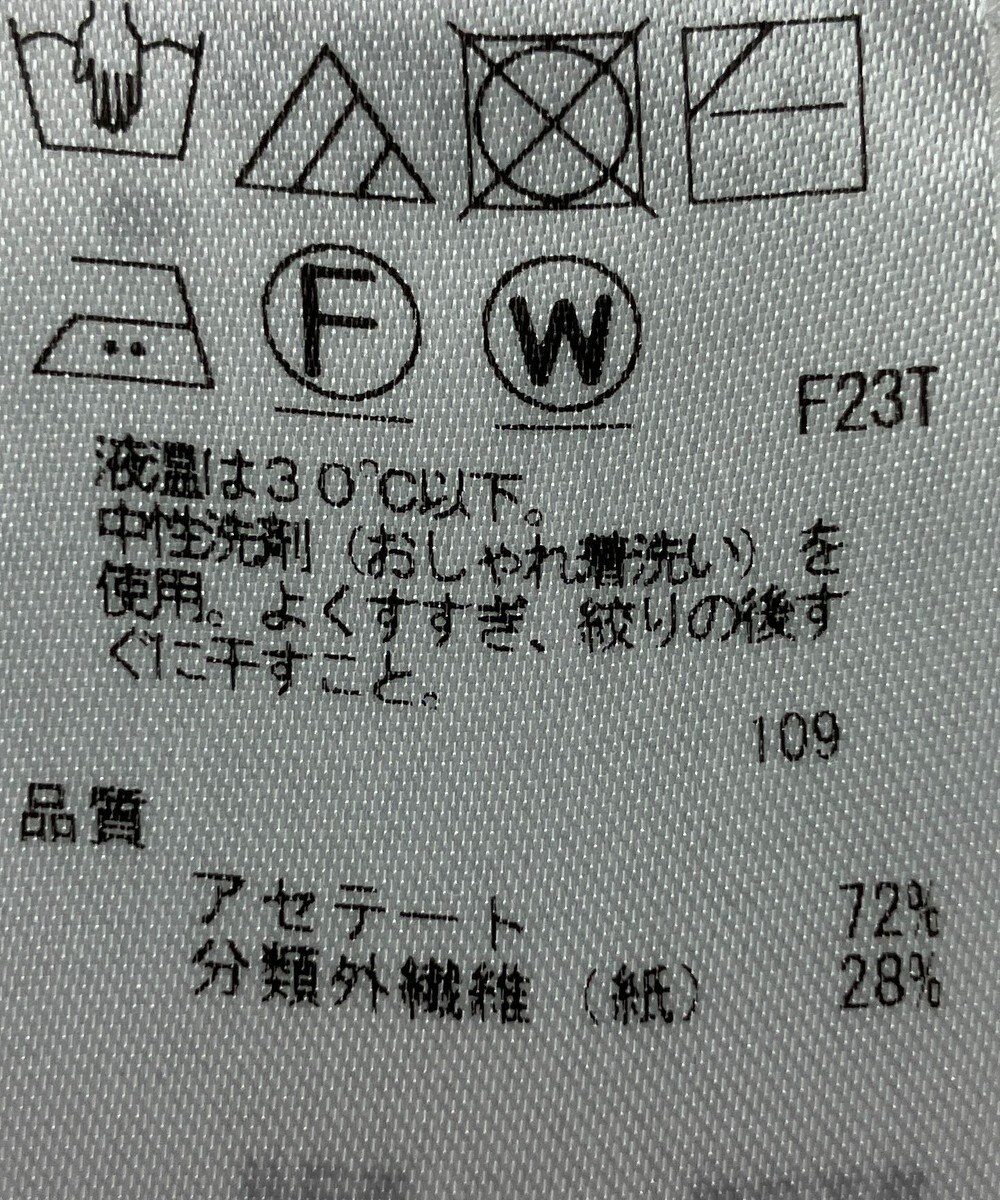 F W
F23T
液温は30℃以下。
中性洗剤（おしゃれ着洗い）を
使用。よくすすぎ、絞りの後す
ぐに干すこと。
109
品質
アセテート 72%
分類外繊維（紙） 28%